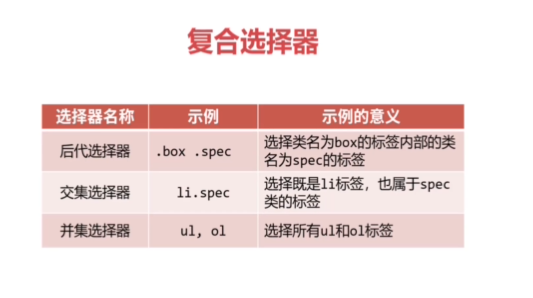 复合选择器
选择器名称 示例 示例的意义
后代选择器 .box .spec 选择类名为box的标签内部的类
名为spec的标签
交集选择器 li.spec 选择既是li标签，也属于spec
类的标签
并集选择器 ul, ol 选择所有ul和ol标签